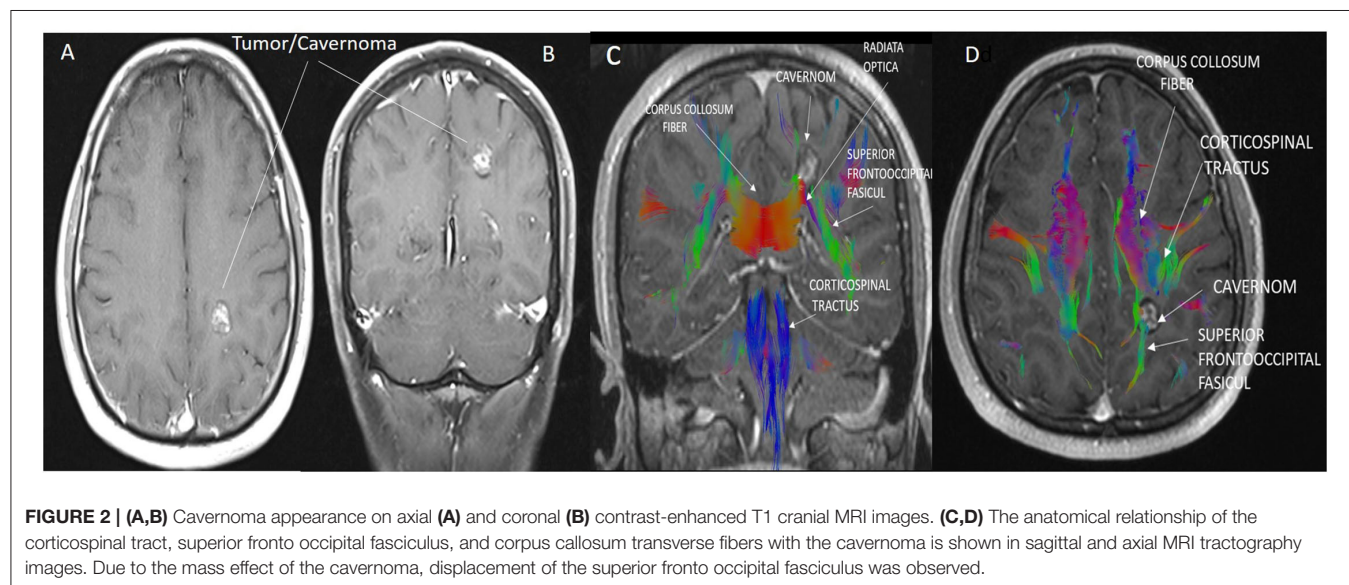 A
Tumor/Cavernoma
B
C
RADIATA
OPTICA
CAVERNOM
CORPUS COLLOSUM
FIBER
SUPERIOR
FRONTOOCCIPITAL
FASICUL
CORTICOSPINAL
TRACTUS
Dd
CORPUS COLLOSUM
FIBER
CORTICOSPINAL
TRACTUS
CAVERNOM
SUPERIOR
FRONTOOCCIPITAL
FASICUL
FIGURE 2 | (A,B) Cavernoma appearance on axial (A) and coronal (B) contrast-enhanced T1 cranial MRI images. (C,D) The anatomical relationship of the
corticospinal tract, superior fronto occipital fasciculus, and corpus callosum transverse fibers with the cavernoma is shown in sagittal and axial MRI tractography
images. Due to the mass effect of the cavernoma, displacement of the superior fronto occipital fasciculus was observed.